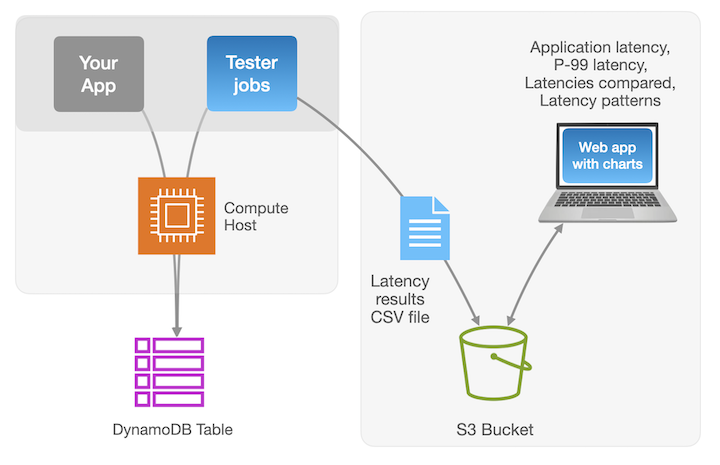 Your
App
Tester
jobs
Compute
Host
DynamoDB Table
Application latency,
P-99 latency,
Latencies compared,
Latency patterns
Web app
with charts
Latency
results
CSV file
S3 Bucket